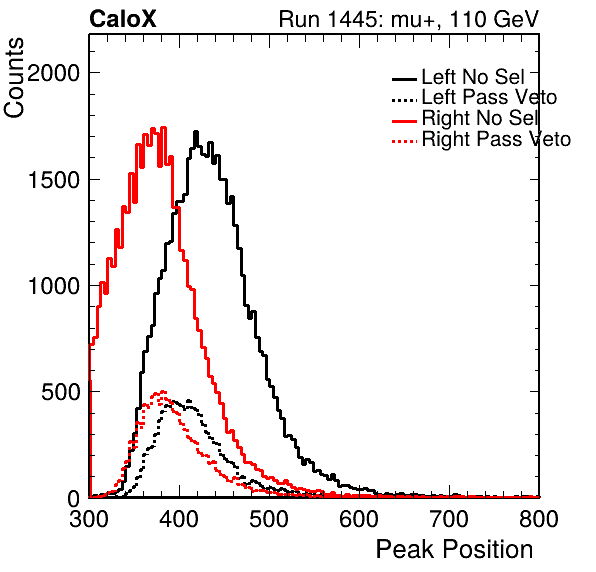 CaloX Run 1445: mu+, 110 GeV
Counts
2000
1500
1000
500
0
Left No Sel
Left Pass Veto
Right No Sel
Right Pass Veto
300 400 500 600 700 800
Peak Position